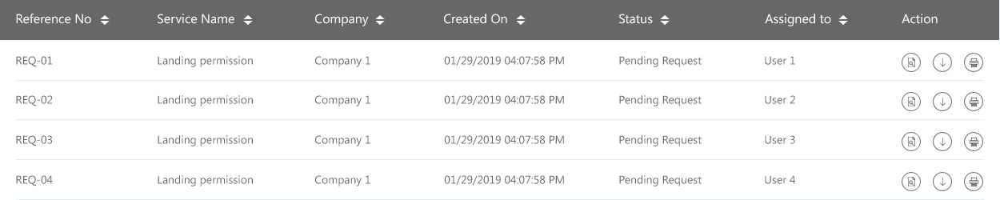 Reference No Service Name Company Created On Status Assigned to Action
REQ-01 Landing permission Company 1 01/29/2019 04:07:58 PM Pending Request User 1
REQ-02 Landing permission Company 1 01/29/2019 04:07:58 PM Pending Request User 2
REQ-03 Landing permission Company 1 01/29/2019 04:07:58 PM Pending Request User 3
REQ-04 Landing permission Company 1 01/29/2019 04:07:58 PM Pending Request User 4